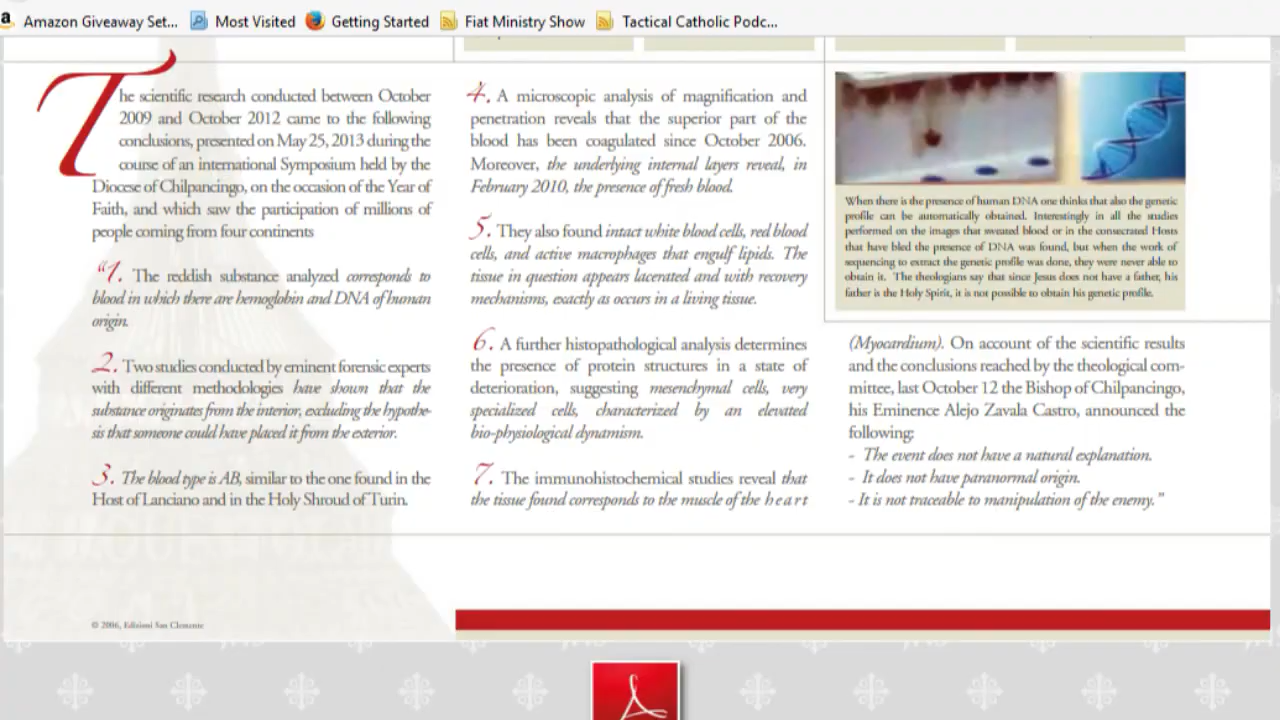 a Amazon Giveaway Set... Most Visited Getting Started Fiat Ministry Show Tactical Catholic Podc...
The scientific research conducted between October
2009 and October 2012 came to the following
conclusions, presented on May 25, 2013 during the
course of an international Symposium held by the
Diocese of Chilpancingo, on the occasion of the Year of
Faith, and which saw the participation of millions of
people coming from four continents
“1. The reddish substance analyzed corresponds to
blood in which there are hemoglobin and DNA of human
origin.
2. Two studies conducted by eminent forensic experts
with different methodologies have shown that the
substance originates from the interior, excluding the hypothe-
sis that someone could have placed it from the exterior.
3. The blood type is AB, similar to the one found in the
Host of Lanciano and in the Holy Shroud of Turin.
4. A microscopic analysis of magnification and
penetration reveals that the superior part of the
blood has been coagulated since October 2006.
Moreover, the underlying internal layers reveal, in
February 2010, the presence of fresh blood.
5. They also found intact white blood cells, red blood
cells, and active macrophages that engulf lipids. The
tissue in question appears lacerated and with recovery
mechanisms, exactly as occurs in a living tissue.
6. A further histopathological analysis determines
the presence of protein structures in a state of
deterioration, suggesting mesenchymal cells, very
specialized cells, characterized by an elevated
bio-physiological dynamism.
7. The immunohistochemical studies reveal that
the tissue found corresponds to the muscle of the heart
When there is the presence of human DNA one thinks that also the genetic
profile can be automatically obtained. Interestingly in all the studies
performed on the images that sweated blood or in the consecrated Hosts
that have bled the presence of DNA was found, but when the work of
sequencing to extract the genetic profile was done, they were never able to
obtain it. The theologians say that since Jesus does not have a father, his
father is the Holy Spirit, it is not possible to obtain his genetic profile.
(Myocardium). On account of the scientific results
and the conclusions reached by the theological com-
mittee, last October 12 the Bishop of Chilpancingo,
his Eminence Alejo Zavala Castro, announced the
following:
- The event does not have a natural explanation.
- It does not have paranormal origin.
- It is not traceable to manipulation of the enemy.”
© 2006, Edizioni San Clemente